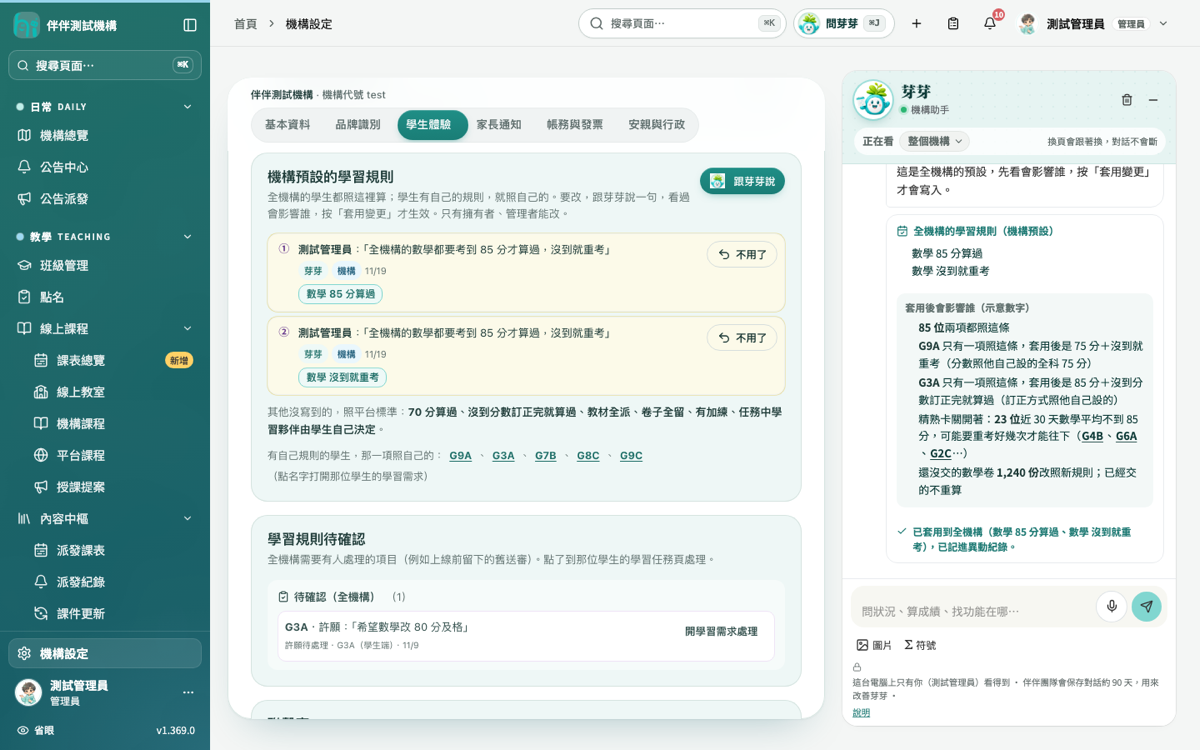 伴伴測試機構
搜尋頁面… ⌘K
日常 DAILY
機構總覽
公告中心
公告派發
教學 TEACHING
班級管理
點名
線上課程
課表總覽 新增
線上教室
機構課程
平台課程
授課提案
內容中樞
派發課表
派發紀錄
課件更新
機構設定
測試管理員
管理員
省眼 v1.369.0
首頁 > 機構設定
搜尋頁面… ⌘K
問芽芽 ⌘J
10
測試管理員 管理員
伴伴測試機構 · 機構代號 test
基本資料 品牌識別 學生體驗 家長通知 帳務與發票 安親與行政
機構預設的學習規則
跟芽芽說
全機構的學生都照這裡算；學生有自己的規則，就照自己的。要改，跟芽芽說一句，看過
會影響誰，按「套用變更」才生效。只有擁有者、管理者能改。
① 測試管理員：「全機構的數學都要考到 85 分才算過，沒到就重考」
不用了
芽芽 機構 11/19
數學 85 分算過
② 測試管理員：「全機構的數學都要考到 85 分才算過，沒到就重考」
不用了
芽芽 機構 11/19
數學 沒到就重考
其他沒寫到的，照平台標準：70 分算過、沒到分數訂正完就算過、教材全派、卷子全留、有加練、任務中學
習夥伴由學生自己決定。
有自己規則的學生，那一項照自己的： G9A 、 G3A 、 G7B 、 G8C 、 G9C
（點名字打開那位學生的學習需求）
學習規則待確認
全機構需要有人處理的項目（例如上線前留下的舊送審）。點了到那位學生的學習任務頁處理。
待確認（全機構） (1)
G3A · 許願：「希望數學改 80 分及格」
許願待處理 · G3A（學生端） · 11/9
開學習需求處理
芽芽
機構助手
正在看 整個機構 換頁會跟著換，對話不會斷
這是全機構的預設，先看會影響誰，按「套用變更」
才會寫入。
全機構的學習規則（機構預設）
數學 85 分算過
數學 沒到就重考
套用後會影響誰（示意數字）
85 位兩項都照這條
G9A 只有一項照這條，套用後是 75 分＋沒到就
重考（分數照他自己設的全科 75 分）
G3A 只有一項照這條，套用後是 85 分＋沒到分
數訂正完就算過（訂正方式照他自己設的）
精熟卡關開著：23 位近 30 天數學平均不到 85
分，可能要重考好幾次才能往下（G4B 、 G6A
、 G2C…）
還沒交的數學卷 1,240 份改照新規則；已經交
的不重算
已套用到全機構（數學 85 分算過、數學 沒到就重
考），已記進異動紀錄。
問狀況、算成績、找功能在哪…
圖片 Σ 符號
這台電腦上只有你（測試管理員）看得到 · 伴伴團隊會保存對話約 90 天，用來
改善芽芽 ·
說明